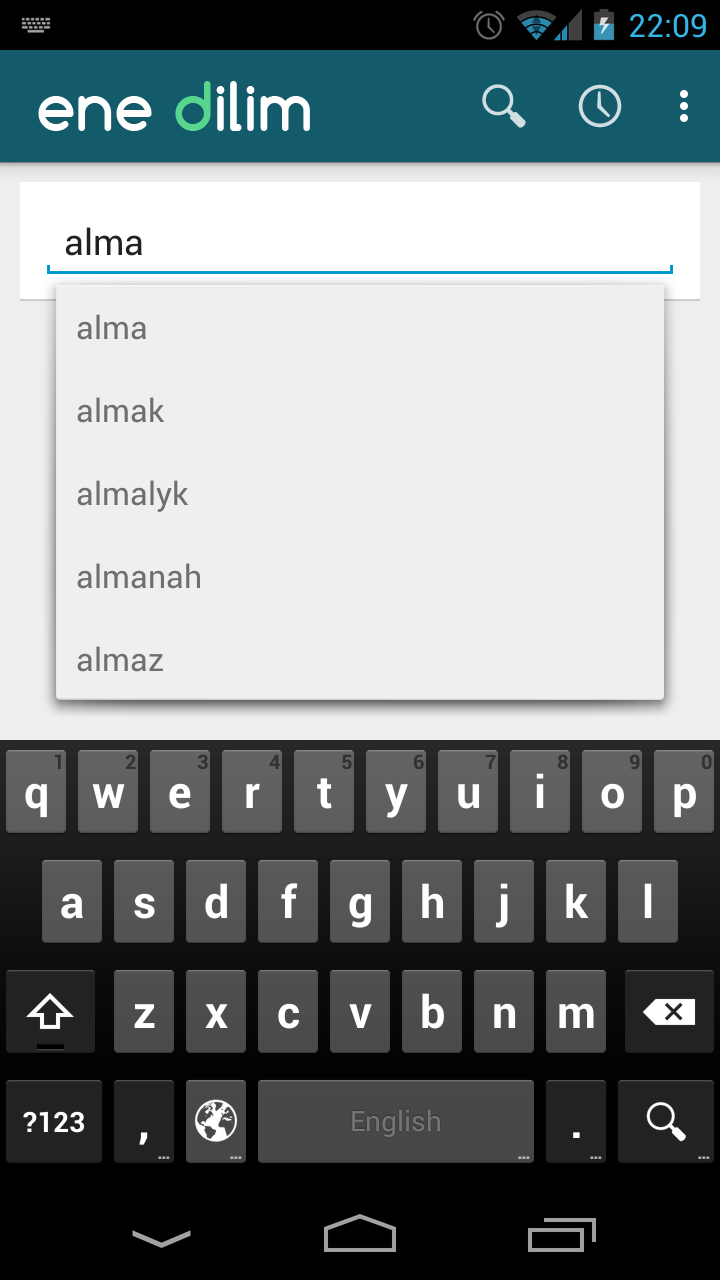 22:09
ene dilim
alma
alma
almak
almalyk
almanah
almaz
1 2 3 4 5 6 7 8 9 0
q w e r t y u i o p
a s d f g h j k l
z x c v b n m
?123 , English .